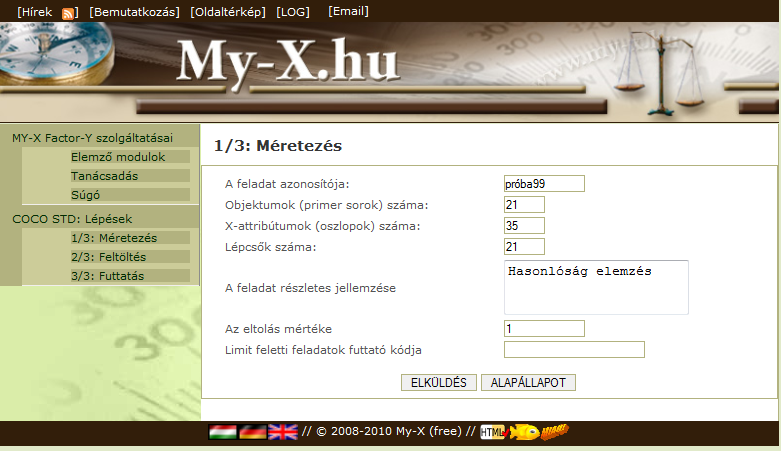 [Hírek ] [Bemutatkozás] [Oldaltérkép] [LOG] [Email]
My-X.hu
MY-X Factor-Y szolgáltatásai
Elemző modulok
Tanácsadás
Súgó
COCO STD: Lépések
1/3: Méretezés
2/3: Feltöltés
3/3: Futtatás
1/3: Méretezés
A feladat azonosítója: próba99
Objektumok (primer sorok) száma: 21
X-attribútumok (oszlopok) száma: 35
Lépcsők száma: 21
A feladat részletes jellemzése Hasonlóság elemzés
Az eltolás mértéke 1
Limit feletti feladatok futtató kódja
ELKÜLDÉS ALAPÁLLAPOT
// © 2008-2010 My-X (free) // HTML